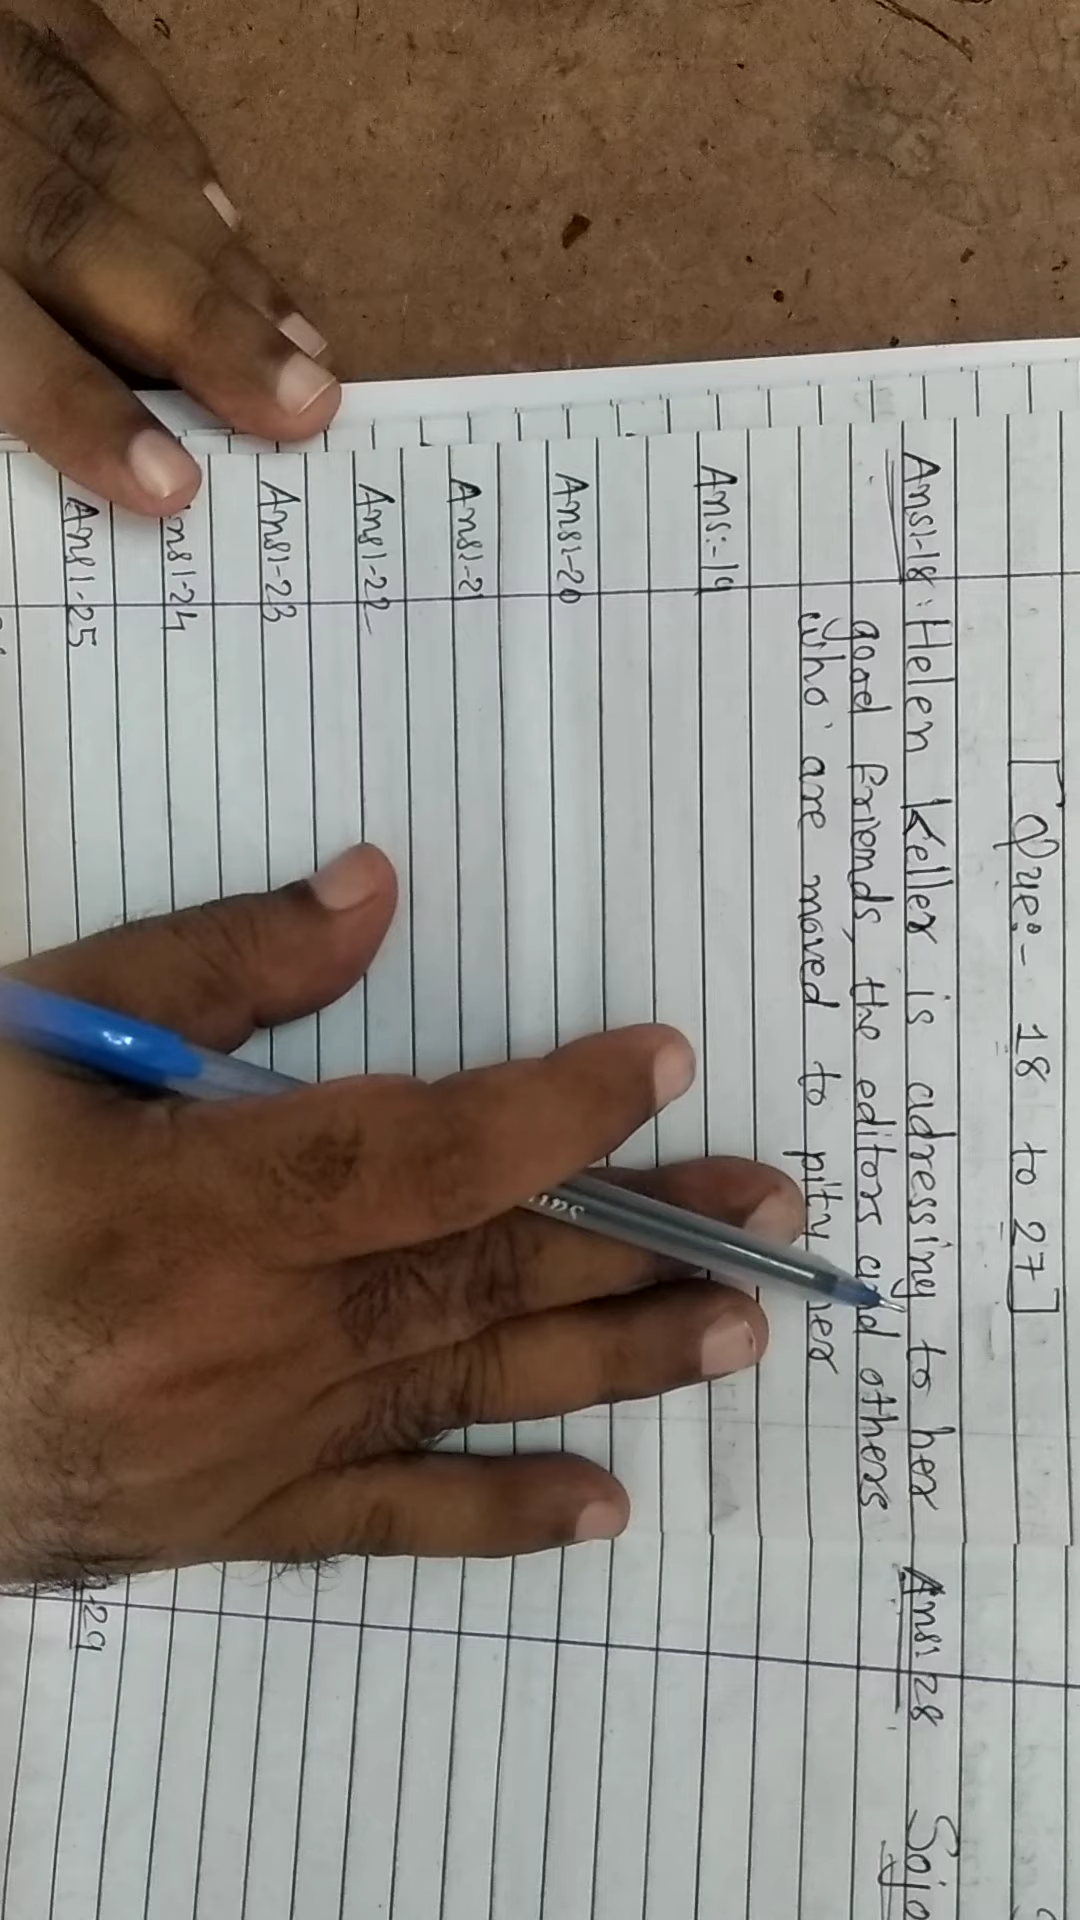 [Que:- 18 to 27]
Ans:-18: Helen Keller is adressing to her
good friends, the editors and others
who are moved to pity her
Ans:-19
Ans:-20
Ans:-21
Ans:-22
Ans:-23
Ans:-24
Ans:-25
Ans:28 Sojo
-29